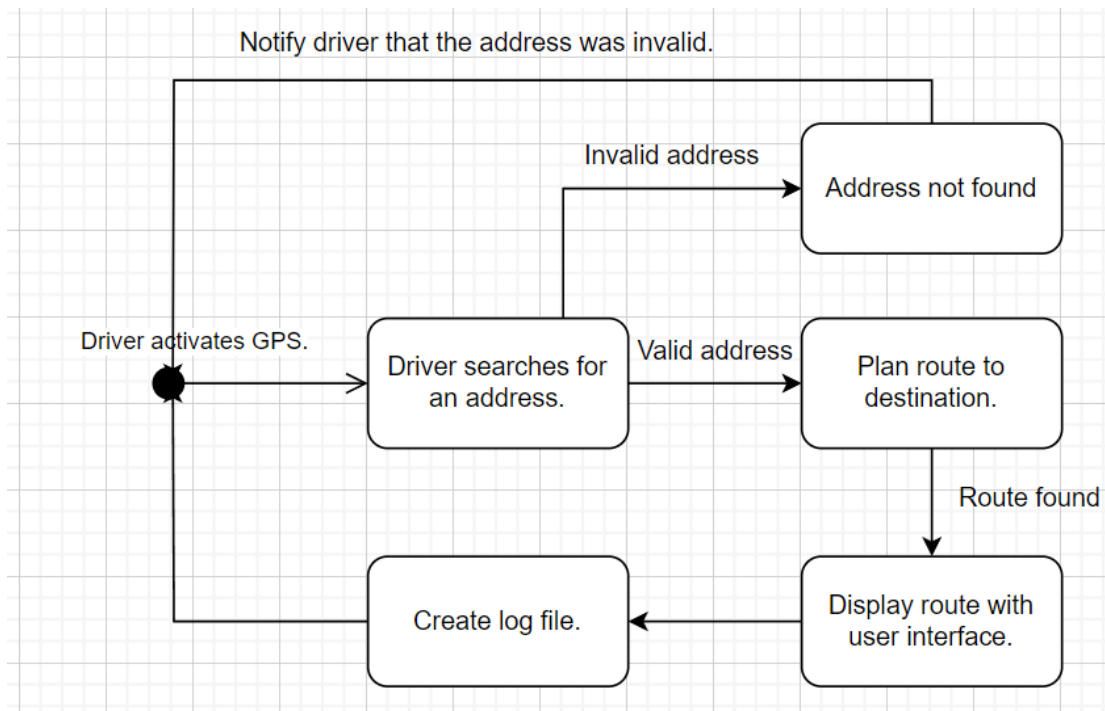 Notify driver that the address was invalid.
Invalid address
Address not found
Driver activates GPS.
Driver searches for
an address.
Valid address
Plan route to
destination.
Route found
Create log file.
Display route with
user interface.